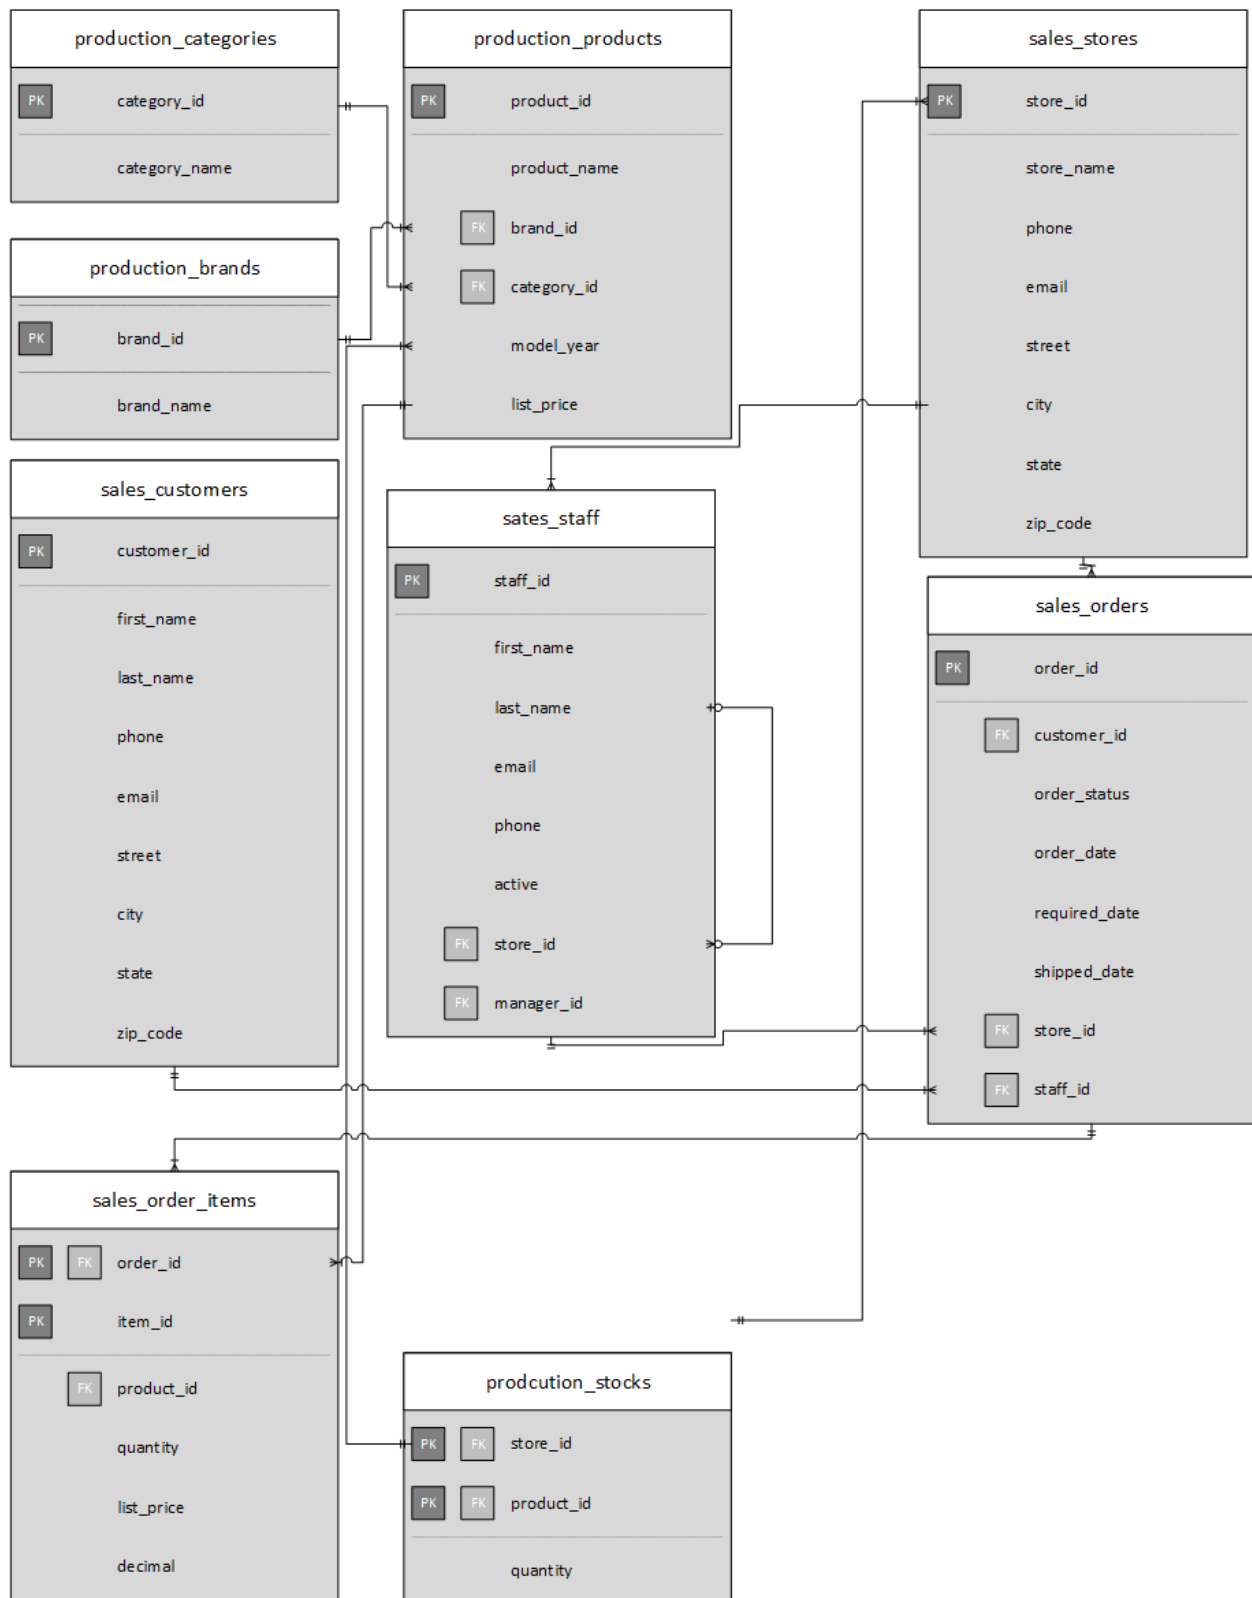 production_categories
PK category_id
category_name
production_brands
PK brand_id
brand_name
production_products
PK product_id
product_name
FK brand_id
FK category_id
model_year
list_price
sales_stores
PK store_id
store_name
phone
email
street
city
state
zip_code
sales_customers
PK customer_id
first_name
last_name
phone
email
street
city
state
zip_code
sates_staff
PK staff_id
first_name
last_name
email
phone
active
FK store_id
FK manager_id
sales_orders
PK order_id
FK customer_id
order_status
order_date
required_date
shipped_date
FK store_id
FK staff_id
sales_order_items
PK FK order_id
PK item_id
FK product_id
quantity
list_price
decimal
prodcution_stocks
PK FK store_id
PK FK product_id
quantity